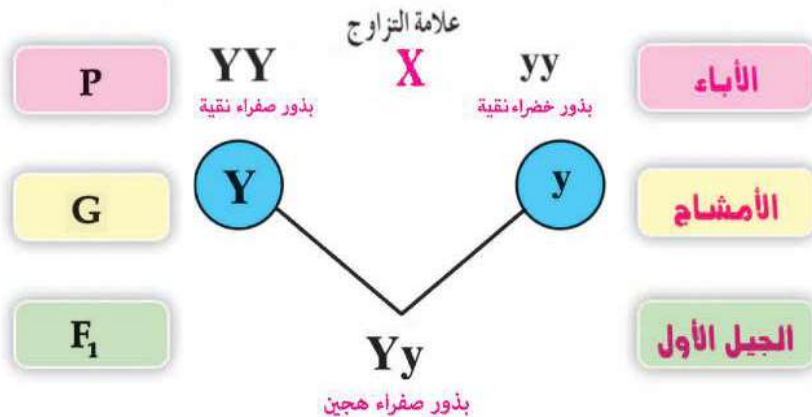 علامة التزاوج
P YY X yy الأباء
بذور صفراء نقية بذور خضراء نقية
G Y y الأمشاج
F₁ الجيل الأول
Yy
بذور صفراء هجين